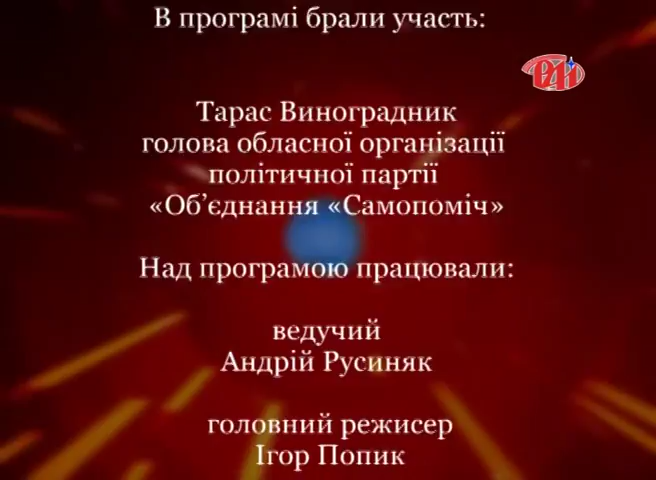 В програмі брали участь:
Тарас Виноградник
голова обласної організації
політичної партії
«Об’єднання «Самопоміч»
Над програмою працювали:
ведучий
Андрій Русиняк
головний режисер
Ігор Попик